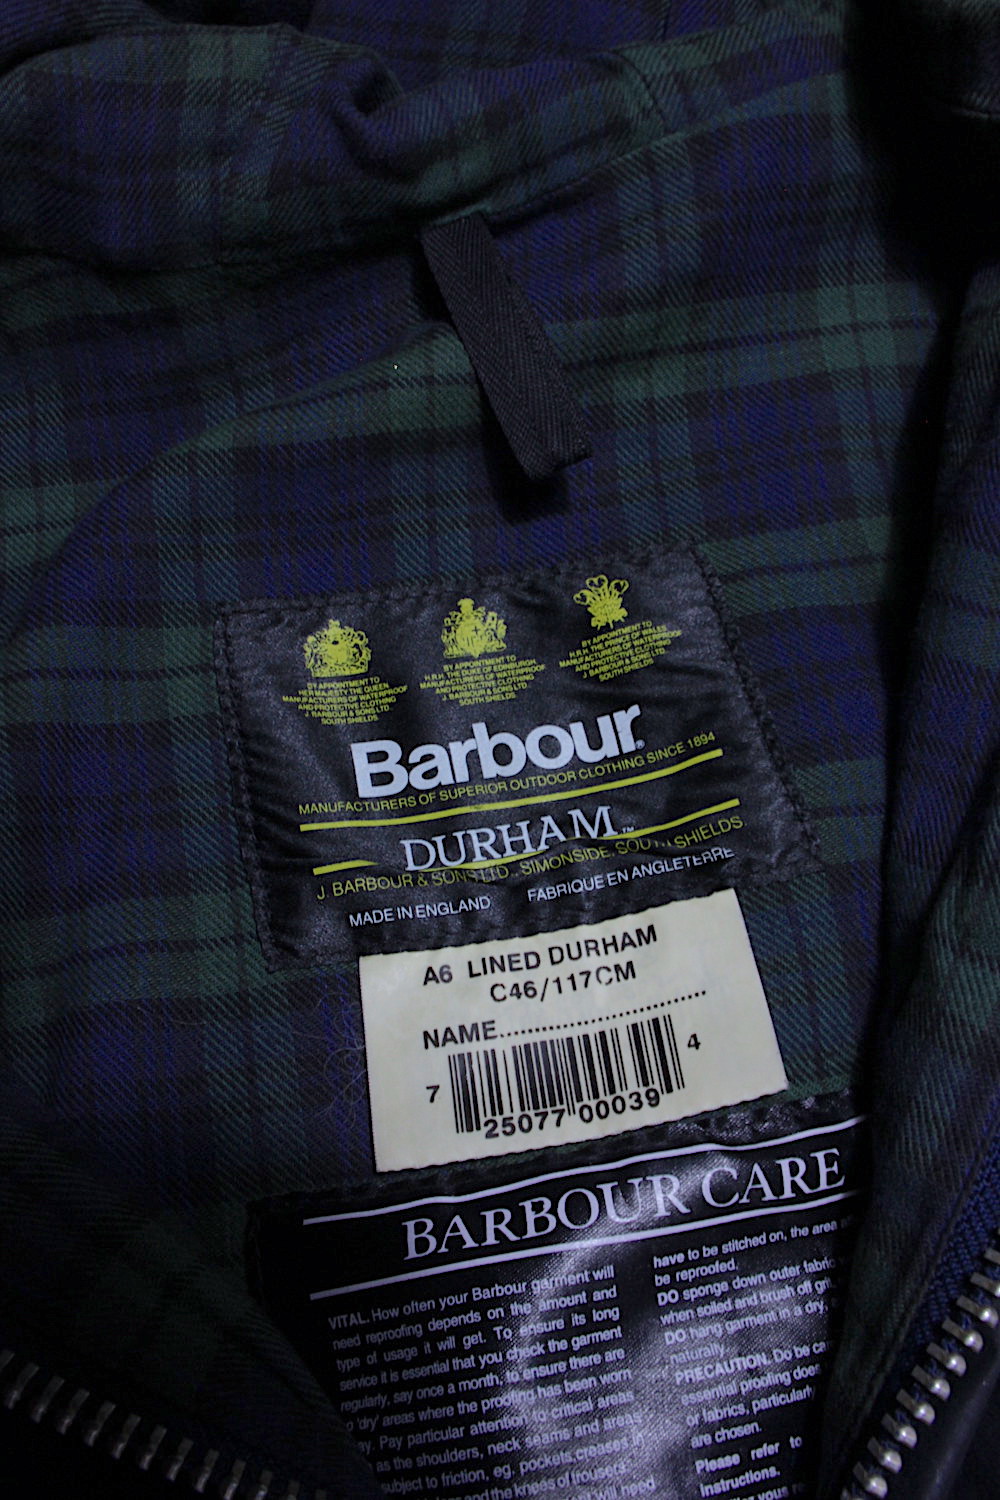 BY APPOINTMENT TO
HER MAJESTY THE QUEEN
MANUFACTURERS OF WATERPROOF
AND PROTECTIVE CLOTHING
J. BARBOUR & SONS LTD.
SOUTH SHIELDS
BY APPOINTMENT TO
H.R.H. THE DUKE OF EDINBURGH
MANUFACTURERS OF WATERPROOF
AND PROTECTIVE CLOTHING
J. BARBOUR & SONS LTD.
SOUTH SHIELDS
BY APPOINTMENT TO
H.R.H. THE PRINCE OF WALES
MANUFACTURERS OF WATERPROOF
AND PROTECTIVE CLOTHING
J. BARBOUR & SONS LTD.
SOUTH SHIELDS
Barbour®
MANUFACTURERS OF SUPERIOR OUTDOOR CLOTHING SINCE 1894
DURHAM™
J. BARBOUR & SONS LTD. SIMONSIDE. SOUTH SHIELDS
MADE IN ENGLAND FABRIQUE EN ANGLETERRE
A6 LINED DURHAM
C46/117CM
NAME..............................
7 25077 00039 4
BARBOUR CARE
VITAL. How often your Barbour garment will
need reproofing depends on the amount and
type of usage it will get. To ensure its long
service it is essential that you check the garment
regularly, say once a month, to ensure there are
'dry' areas where the proofing has been worn
Pay particular attention to critical areas
as the shoulders, neck seams and areas
subject to friction, eg. pockets, creases in
and the knees of trousers.
will need
have to be stitched on, the area
be reproofed.
DO sponge down outer fabric
when soiled and brush off
DO hang garment in a dry,
naturally.
PRECAUTION. Do be
essential proofing does
or fabrics, particularly
are chosen.
Please refer to
instructions.